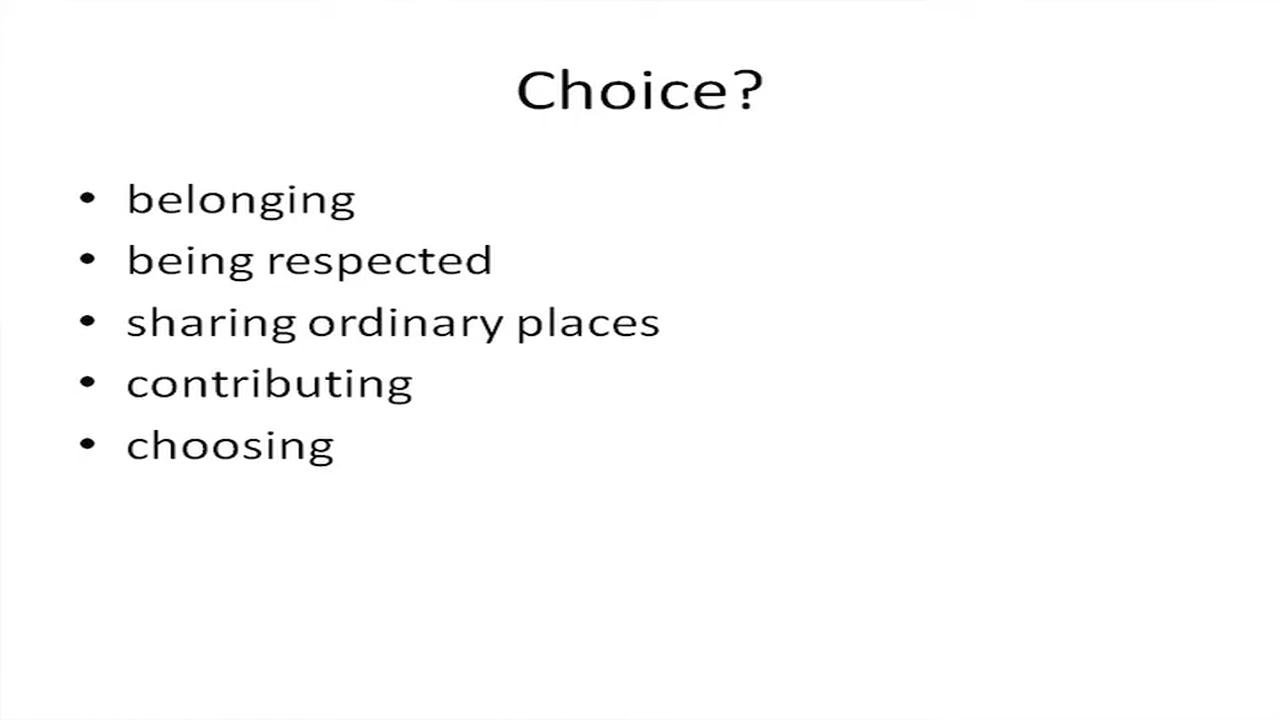 Choice?
• belonging
• being respected
• sharing ordinary places
• contributing
• choosing